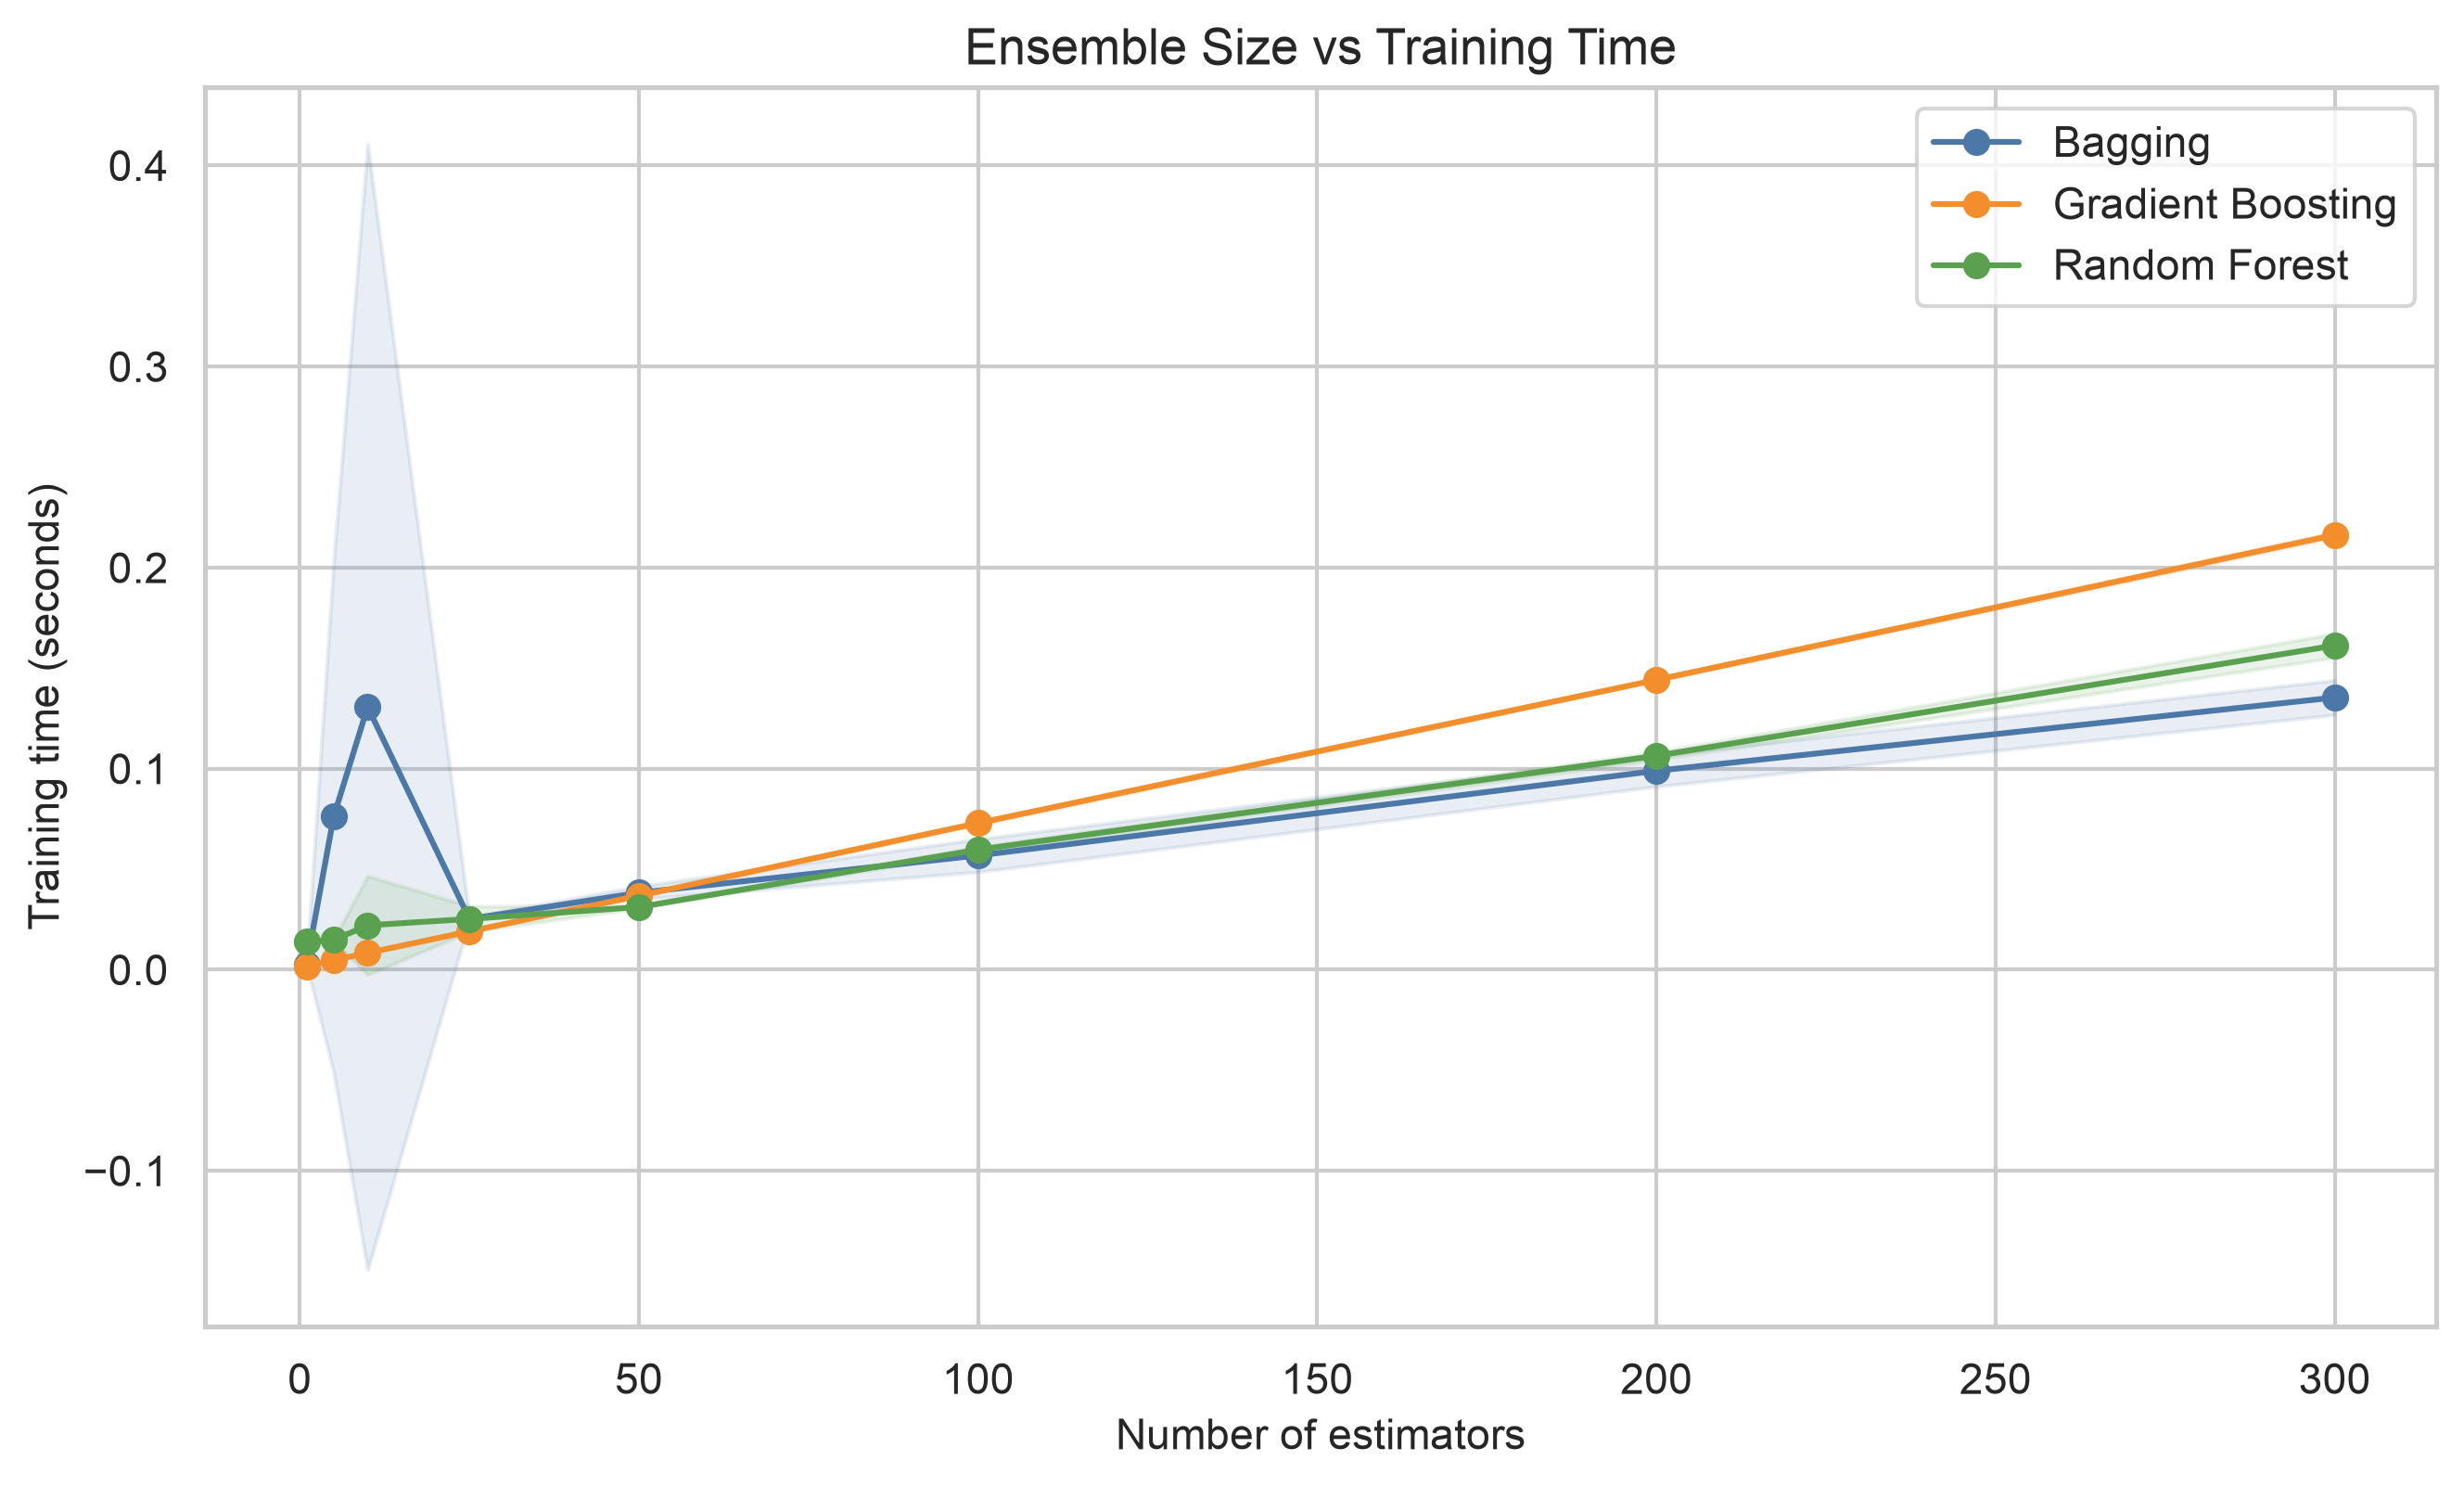 Ensemble Size vs Training Time
Bagging
Gradient Boosting
Random Forest
0.4
0.3
0.2
0.1
0.0
−0.1
Training time (seconds)
0 50 100 150 200 250 300
Number of estimators